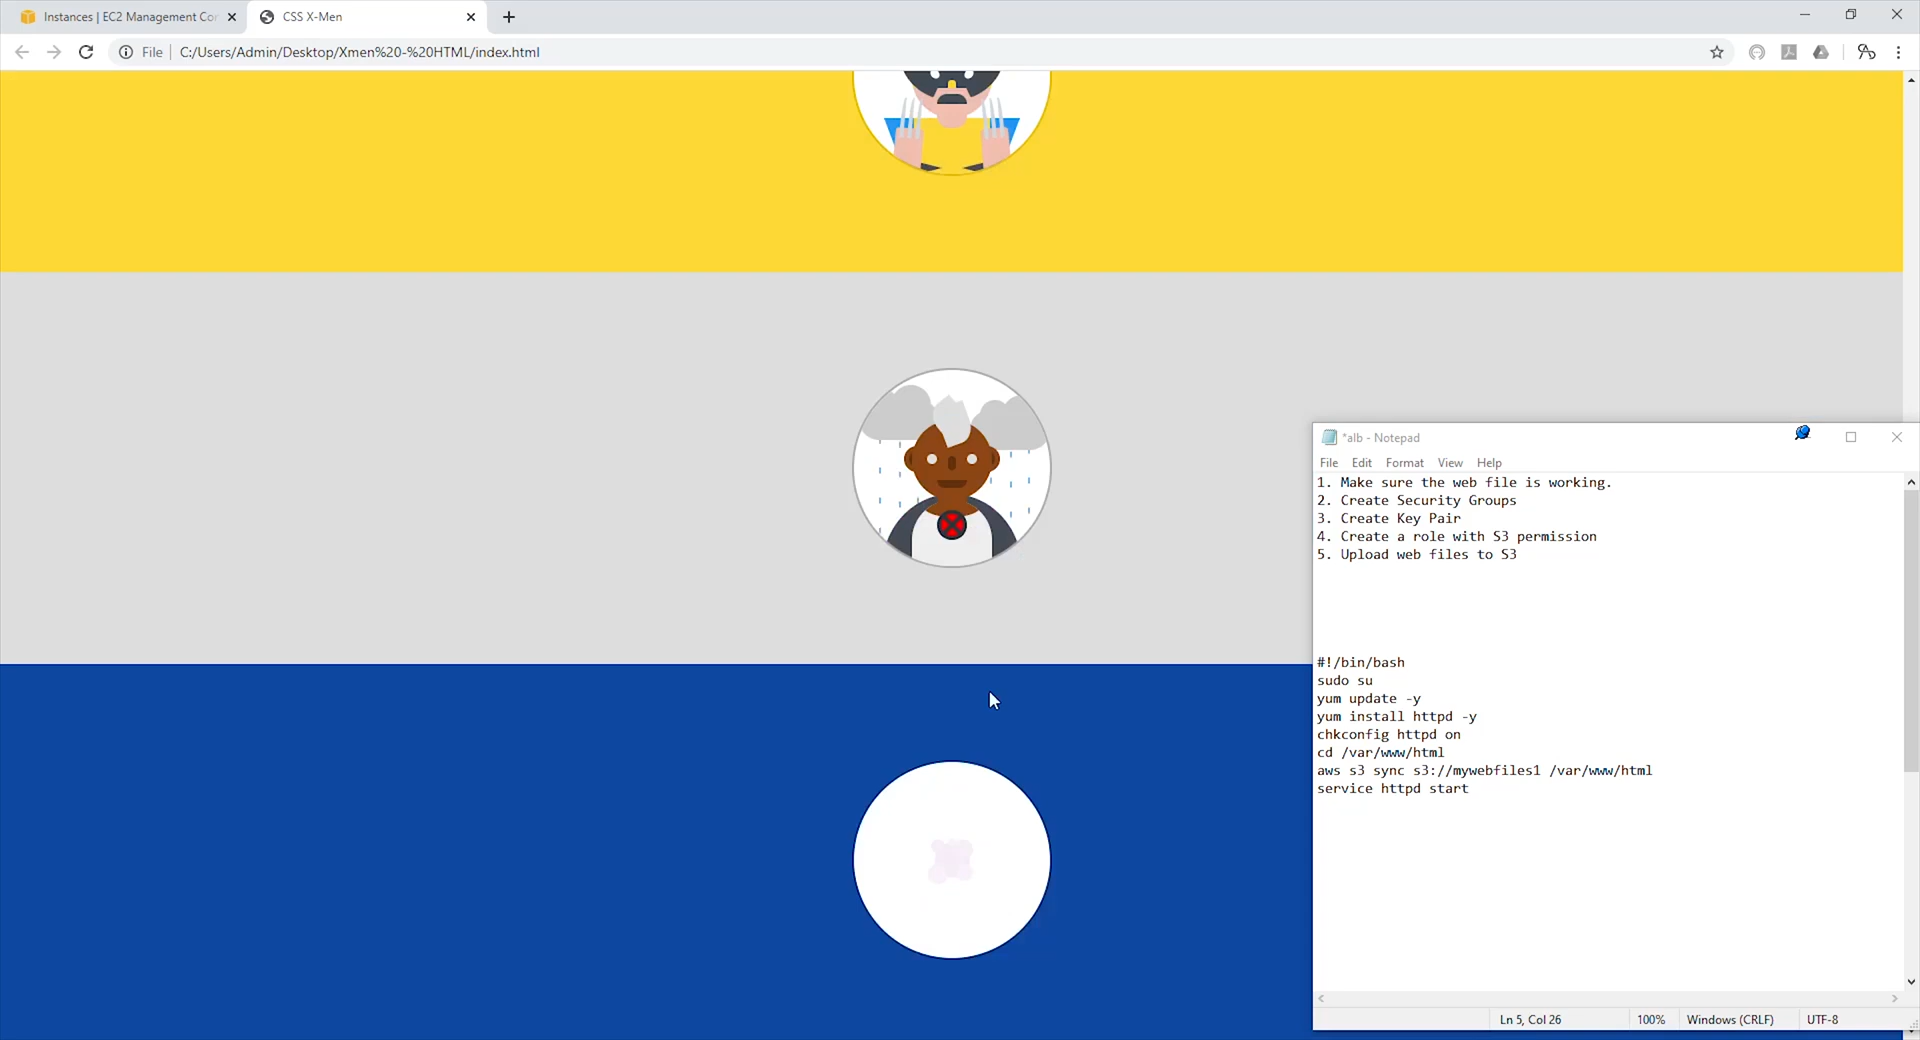 Instances | EC2 Management Con
CSS X-Men
File
C:/Users/Admin/Desktop/Xmen%20-%20HTML/index.html
*alb - Notepad
File Edit Format View Help
1. Make sure the web file is working.
2. Create Security Groups
3. Create Key Pair
4. Create a role with S3 permission
5. Upload web files to S3
#!/bin/bash
sudo su
yum update -y
yum install httpd -y
chkconfig httpd on
cd /var/www/html
aws s3 sync s3://mywebfiles1 /var/www/html
service httpd start
Ln 5, Col 26 100% Windows (CRLF) UTF-8